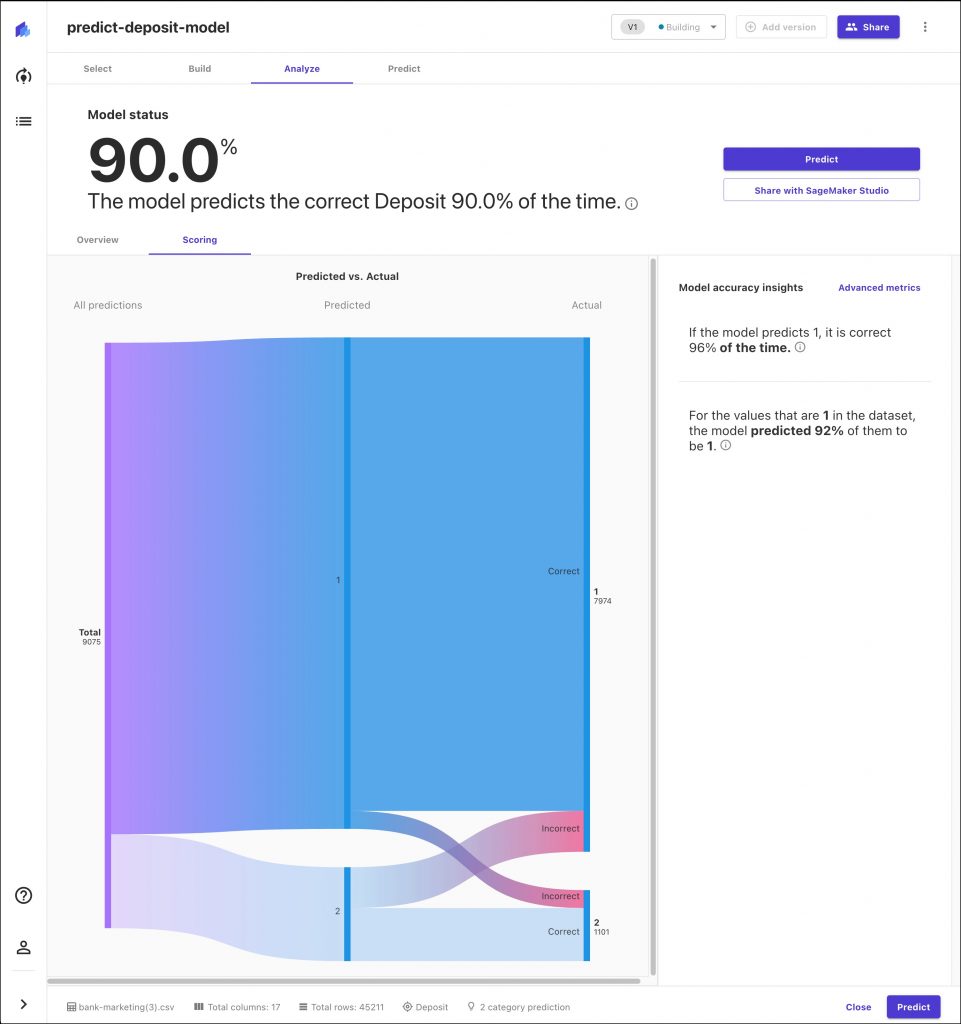 predict-deposit-model
V1
Building
Add version
Share
Select
Build
Analyze
Predict
Model status
90.0%
The model predicts the correct Deposit 90.0% of the time.
Predict
Share with SageMaker Studio
Overview
Scoring
Predicted vs. Actual
All predictions
Predicted
Actual
Model accuracy insights
Advanced metrics
If the model predicts 1, it is correct
96% of the time.
For the values that are 1 in the dataset,
the model predicted 92% of them to
be 1.
Correct
1
1
7974
Total
9075
Incorrect
Incorrect
2
2
1101
Correct
bank-marketing(3).csv
Total columns: 17
Total rows: 45211
Deposit
2 category prediction
Close
Predict